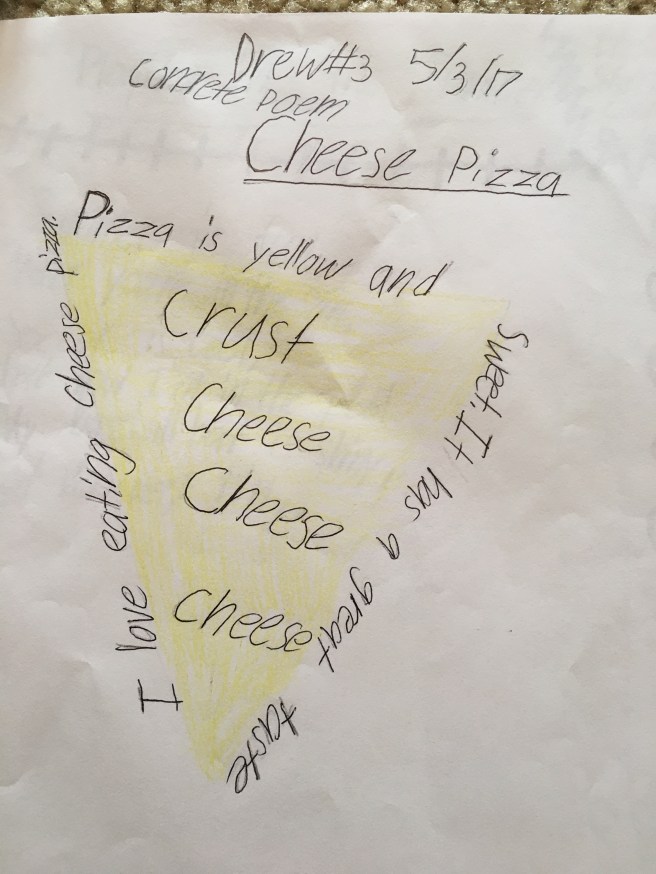 Drew#3 5/3/17
Concrete Poem
Cheese Pizza
Pizza is yellow and
sweet. It has a great taste
I love eating cheese pizza.
Crust
Cheese
Cheese
Cheese